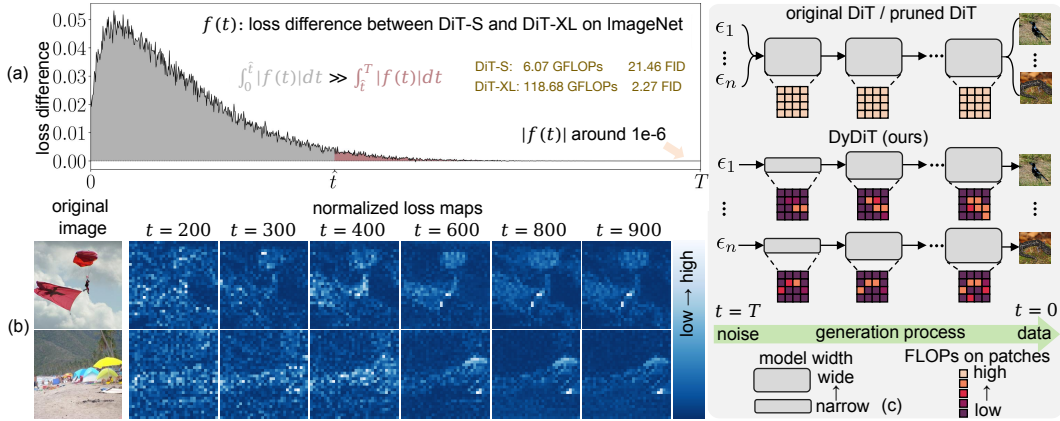 (a)
loss difference
0.05
0.04
0.03
0.02
0.01
0.00
f(t): loss difference between DiT-S and DiT-XL on ImageNet
∫₀^t̂ |f(t)|dt ≫ ∫_t̂^T |f(t)|dt
DiT-S: 6.07 GFLOPs 21.46 FID
DiT-XL: 118.68 GFLOPs 2.27 FID
|f(t)| around 1e-6
0 t̂ T
(b)
original
image
normalized loss maps
t = 200 t = 300 t = 400 t = 600 t = 800 t = 900
low → high
original DiT / pruned DiT
ϵ₁
⋮
ϵₙ
DyDiT (ours)
ϵ₁
⋮ ⋮
ϵₙ
t = T t = 0
noise generation process data
model width
wide
↑
narrow
(c)
FLOPs on patches
high
↑
low